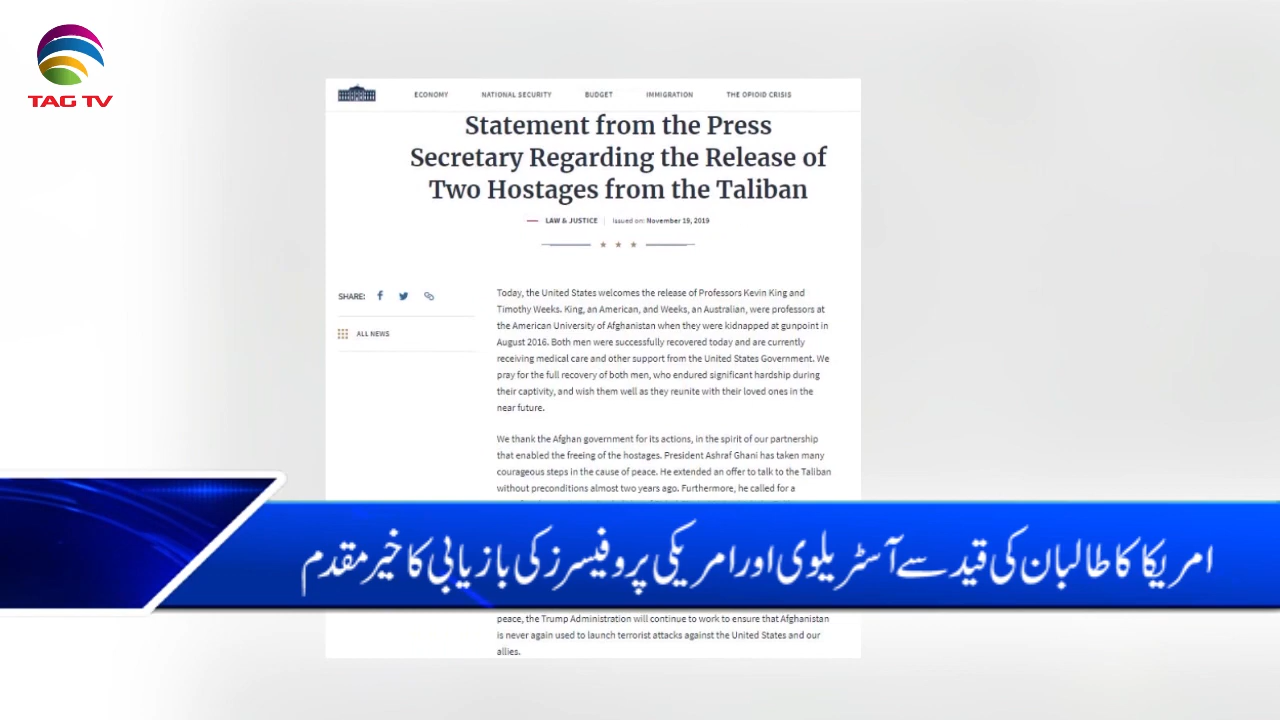 TAG TV
ECONOMY NATIONAL SECURITY BUDGET IMMIGRATION THE OPIOID CRISIS
Statement from the Press
Secretary Regarding the Release of
Two Hostages from the Taliban
LAW & JUSTICE Issued on: November 19, 2019
SHARE:
ALL NEWS
Today, the United States welcomes the release of Professors Kevin King and
Timothy Weeks. King, an American, and Weeks, an Australian, were professors at
the American University of Afghanistan when they were kidnapped at gunpoint in
August 2016. Both men were successfully recovered today and are currently
receiving medical care and other support from the United States Government. We
pray for the full recovery of both men, who endured significant hardship during
their captivity, and wish them well as they reunite with their loved ones in the
near future.
We thank the Afghan government for its actions, in the spirit of our partnership
that enabled the freeing of the hostages. President Ashraf Ghani has taken many
courageous steps in the cause of peace. He extended an offer to talk to the Taliban
without preconditions almost two years ago. Furthermore, he called for a
امریکا کا طالبان کی قید سے آسٹریلوی اور امریکی پروفیسرز کی بازیابی کا خیر مقدم
peace, the Trump Administration will continue to work to ensure that Afghanistan
is never again used to launch terrorist attacks against the United States and our
allies.